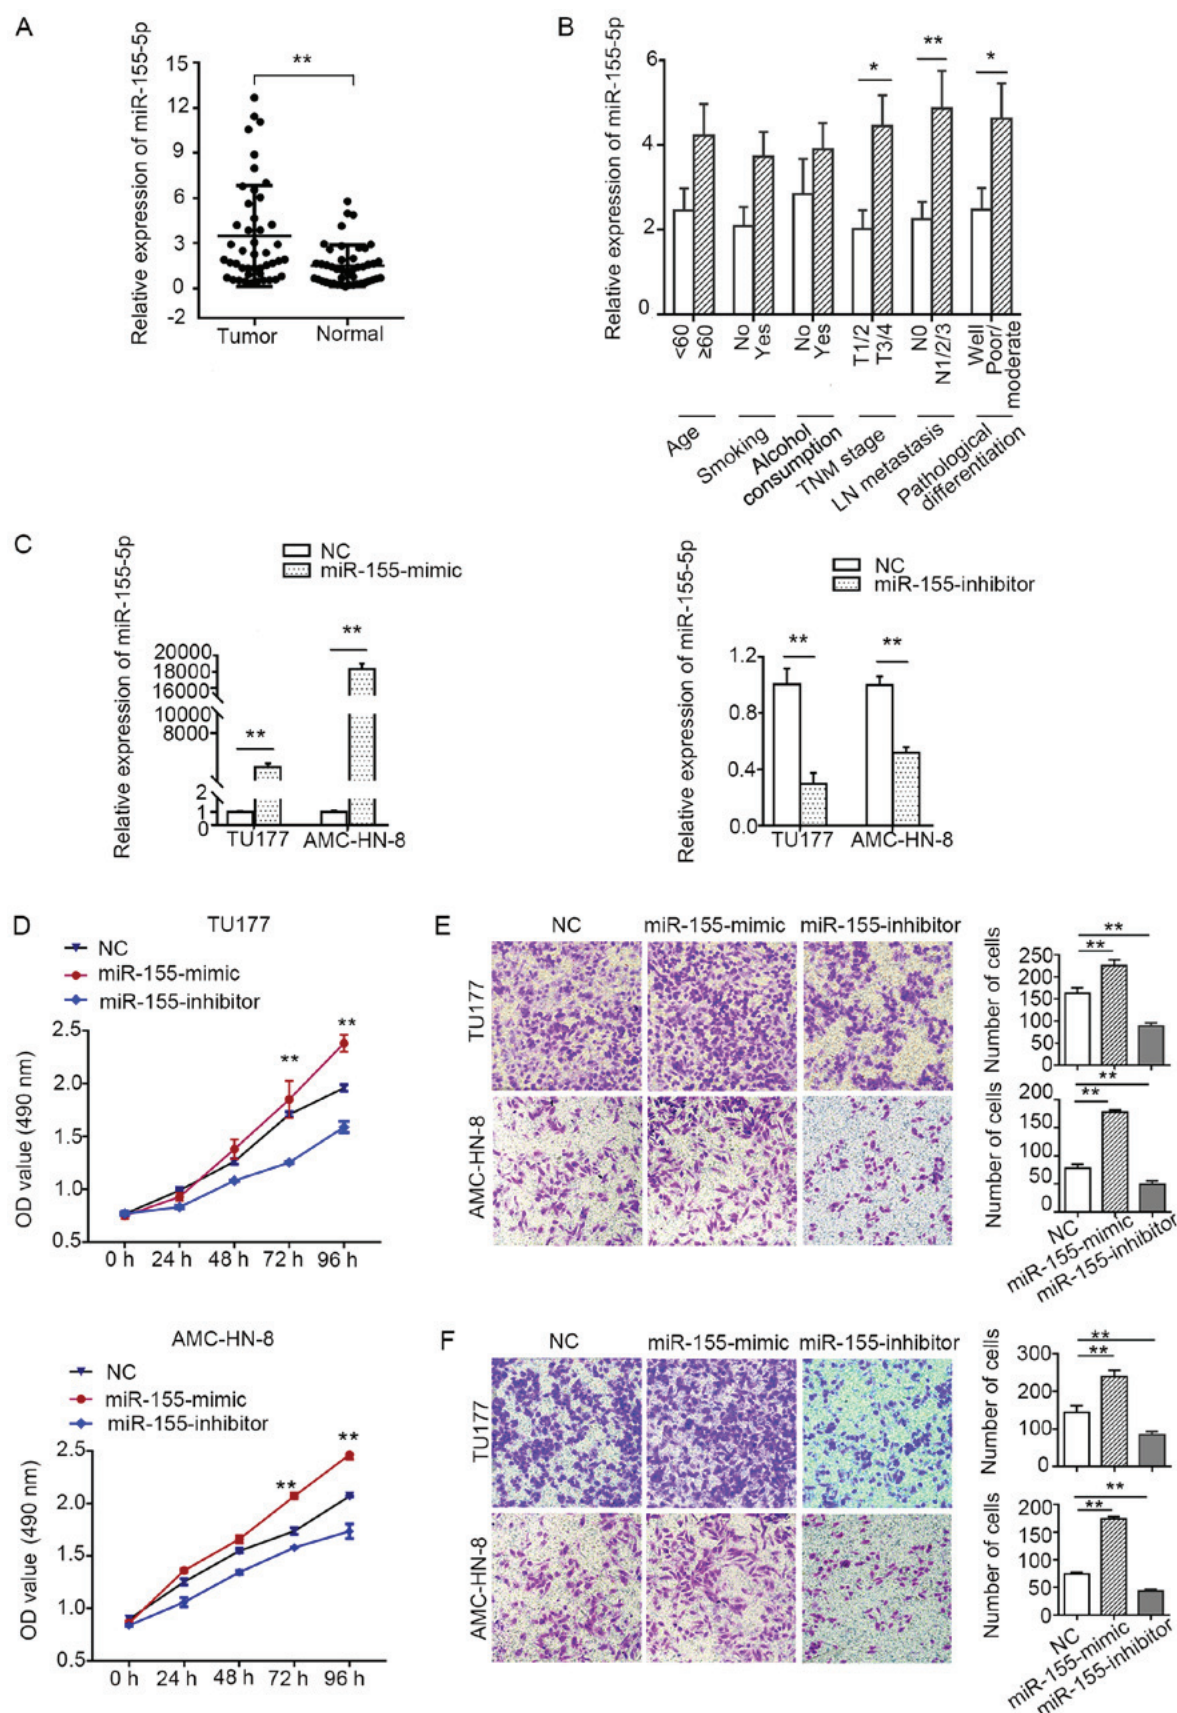 A
Relative expression of miR-155-5p
15
12
9
6
3
0
-2
**
Tumor
Normal
B
Relative expression of miR-155-5p
6
4
2
0
*
**
*
<60
≥60
No
Yes
No
Yes
T1/2
T3/4
N0
N1/2/3
Well
Poor/
moderate
Age
Smoking
Alcohol
consumption
TNM stage
LN metastasis
Pathological
differentiation
C
Relative expression of miR-155-5p
NC
miR-155-mimic
20000
18000
16000
10000
8000
2
1
0
**
**
TU177
AMC-HN-8
Relative expression of miR-155-5p
NC
miR-155-inhibitor
1.2
0.8
0.4
0.0
**
**
TU177
AMC-HN-8
D
TU177
NC
miR-155-mimic
miR-155-inhibitor
OD value (490 nm)
2.5
2.0
1.5
1.0
0.5
**
**
0 h 24 h 48 h 72 h 96 h
AMC-HN-8
NC
miR-155-mimic
miR-155-inhibitor
OD value (490 nm)
2.5
2.0
1.5
1.0
0.5
**
**
0 h 24 h 48 h 72 h 96 h
E
NC miR-155-mimic miR-155-inhibitor
TU177
AMC-HN-8
Number of cells
250
200
150
100
50
0
**
**
Number of cells
200
150
100
50
0
**
**
NC
miR-155-mimic
miR-155-inhibitor
F
NC miR-155-mimic miR-155-inhibitor
TU177
AMC-HN-8
Number of cells
300
200
100
0
**
**
Number of cells
200
150
100
50
0
**
**
NC
miR-155-mimic
miR-155-inhibitor